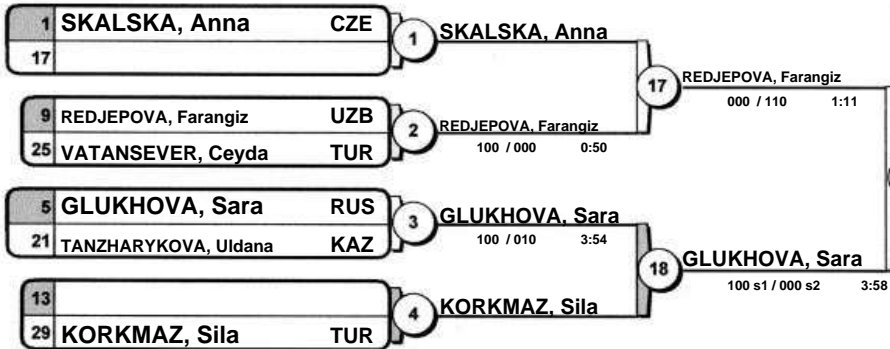 1 SKALSKA, Anna CZE
17
1 SKALSKA, Anna
9 REDJEPOVA, Farangiz UZB
25 VATANSEVER, Ceyda TUR
2 REDJEPOVA, Farangiz
100 / 000 0:50
17 REDJEPOVA, Farangiz
000 / 110 1:11
5 GLUKHOVA, Sara RUS
21 TANZHARYKOVA, Uldana KAZ
3 GLUKHOVA, Sara
100 / 010 3:54
13
29 KORKMAZ, Sila TUR
4 KORKMAZ, Sila
18 GLUKHOVA, Sara
100 s1 / 000 s2 3:58